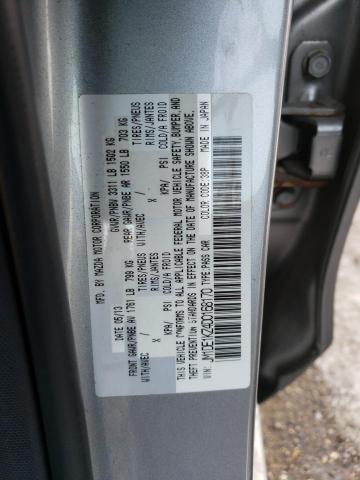 MFD. BY MAZDA MOTOR CORPORATION
DATE 05/13 GVWR/PNBV 3311 LB 1502 KG
FRONT GAWR/PNBE AV 1761 LB 799 KG REAR GAWR/PNBE AR 1550 LB 703 KG
WITH/AVEC / TIRES/PNEUS WITH/AVEC / TIRES/PNEUS
X RIMS/JANTES X RIMS/JANTES
KPA/ PSI COLD/A FROID KPA/ PSI COLD/A FROID
THIS VEHICLE CONFORMS TO ALL APPLICABLE FEDERAL MOTOR VEHICLE SAFETY, BUMPER, AND
THEFT PREVENTION STANDARDS IN EFFECT ON THE DATE OF MANUFACTURE SHOWN ABOVE.
COLOR CODE:38P MADE IN JAPAN
VIN: TYPE:PASS CAR